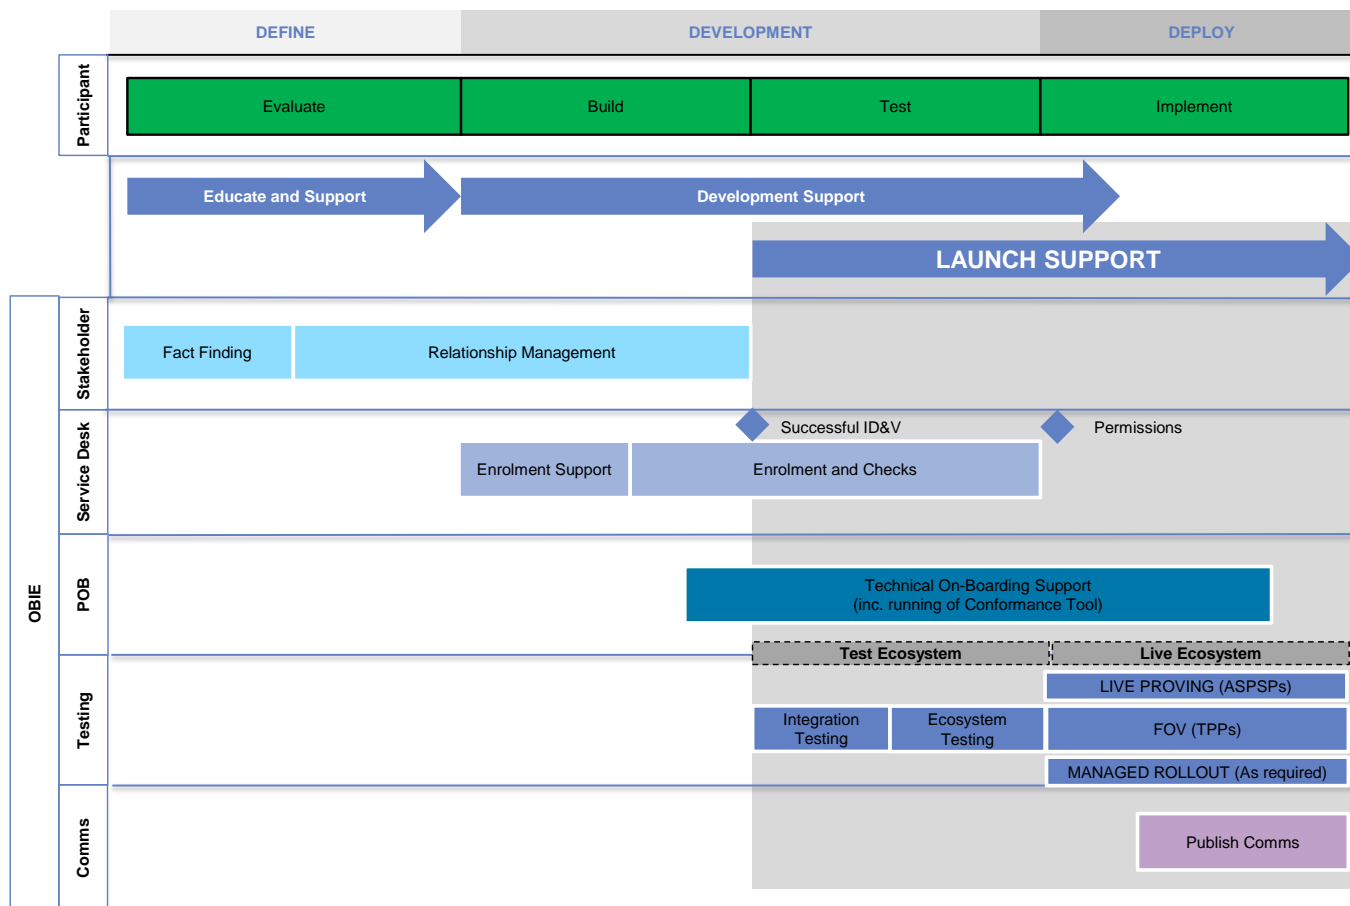 DEFINE
DEVELOPMENT
DEPLOY
Participant
Evaluate
Build
Test
Implement
Educate and Support
Development Support
LAUNCH SUPPORT
OBIE
Stakeholder
Fact Finding
Relationship Management
Service Desk
Successful ID&V
Permissions
Enrolment Support
Enrolment and Checks
POB
Technical On-Boarding Support
(inc. running of Conformance Tool)
Test Ecosystem
Live Ecosystem
Testing
LIVE PROVING (ASPSPs)
Integration
Testing
Ecosystem
Testing
FOV (TPPs)
MANAGED ROLLOUT (As required)
Comms
Publish Comms